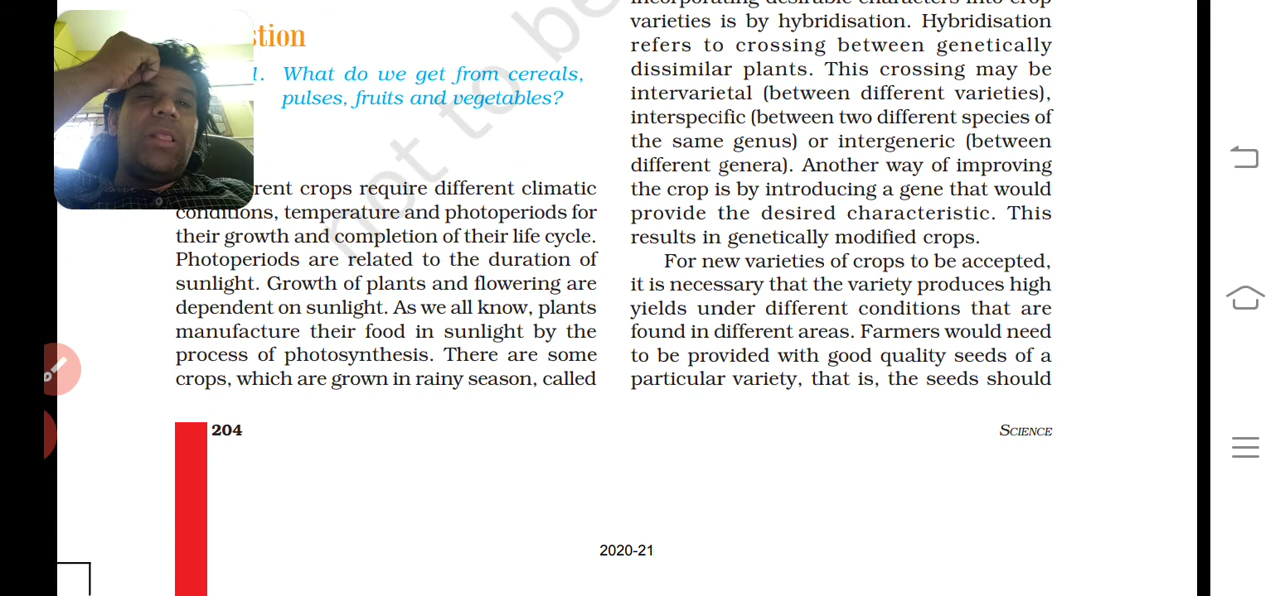 stion
1. What do we get from cereals,
pulses, fruits and vegetables?
rent crops require different climatic
conditions, temperature and photoperiods for
their growth and completion of their life cycle.
Photoperiods are related to the duration of
sunlight. Growth of plants and flowering are
dependent on sunlight. As we all know, plants
manufacture their food in sunlight by the
process of photosynthesis. There are some
crops, which are grown in rainy season, called
incorporating desirable characters into crop
varieties is by hybridisation. Hybridisation
refers to crossing between genetically
dissimilar plants. This crossing may be
intervarietal (between different varieties),
interspecific (between two different species of
the same genus) or intergeneric (between
different genera). Another way of improving
the crop is by introducing a gene that would
provide the desired characteristic. This
results in genetically modified crops.
For new varieties of crops to be accepted,
it is necessary that the variety produces high
yields under different conditions that are
found in different areas. Farmers would need
to be provided with good quality seeds of a
particular variety, that is, the seeds should
not to be
204
SCIENCE
2020-21